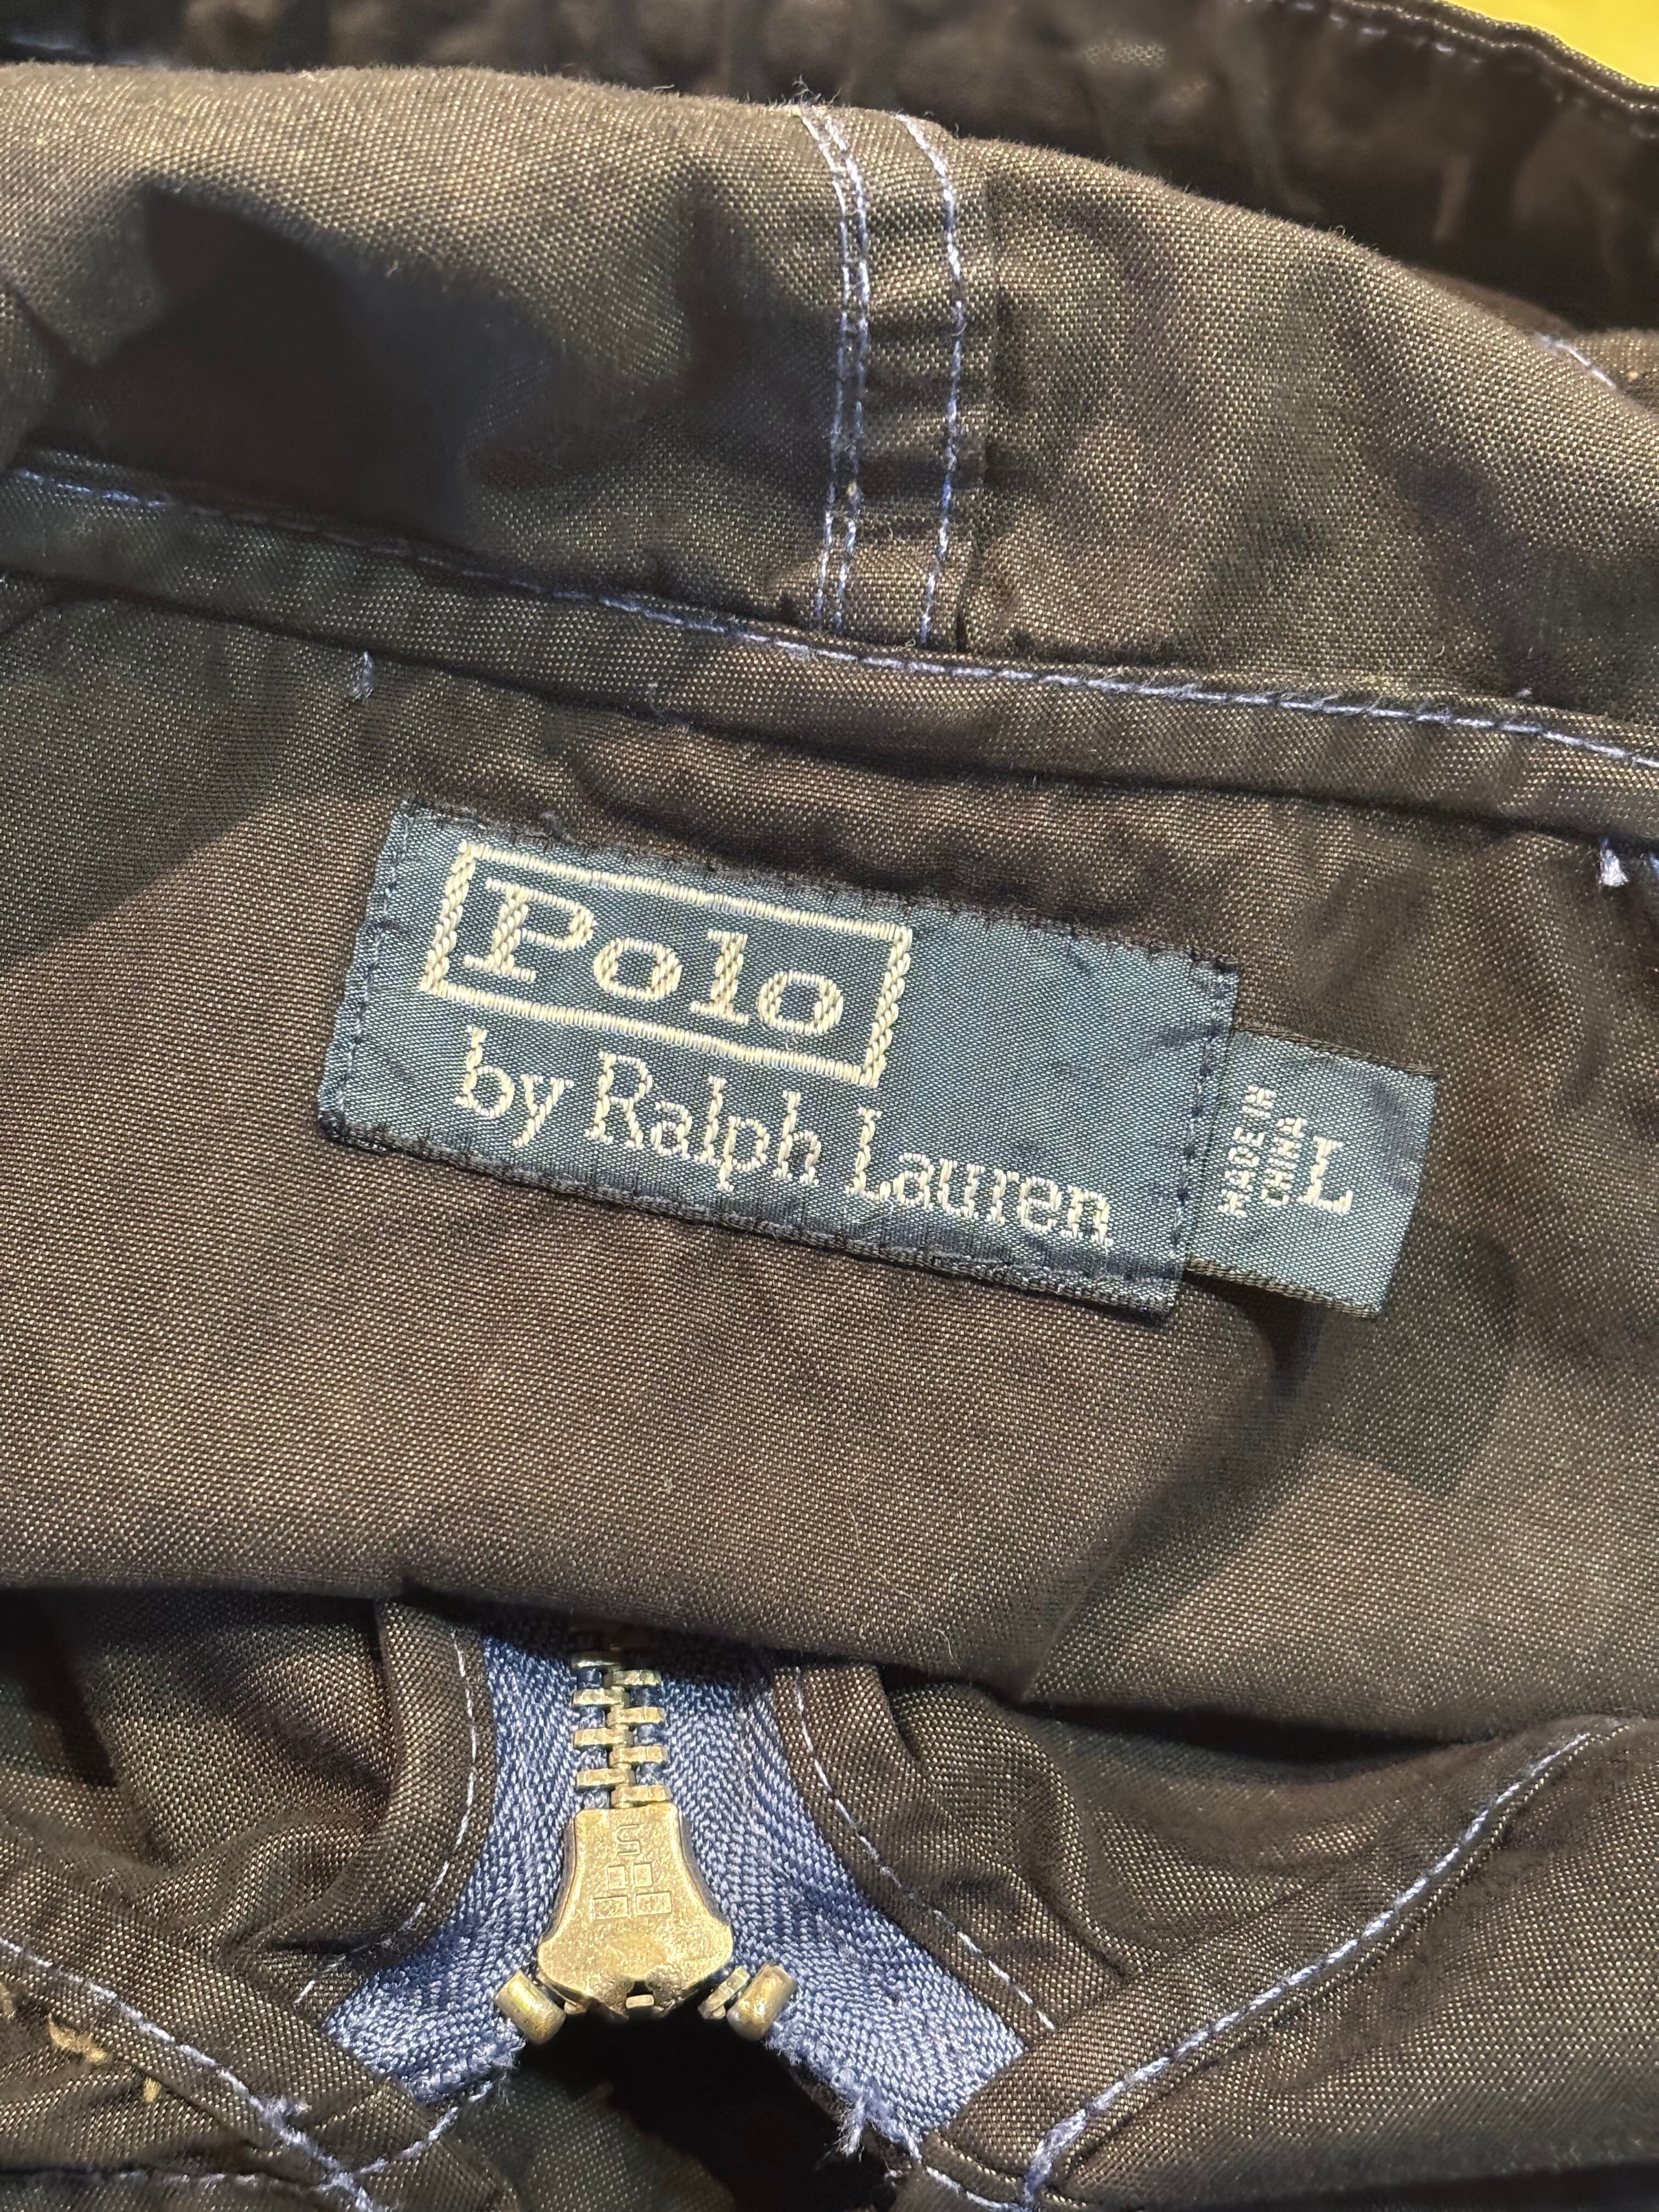 Polo
by Ralph Lauren
MADE IN
CHINA
L